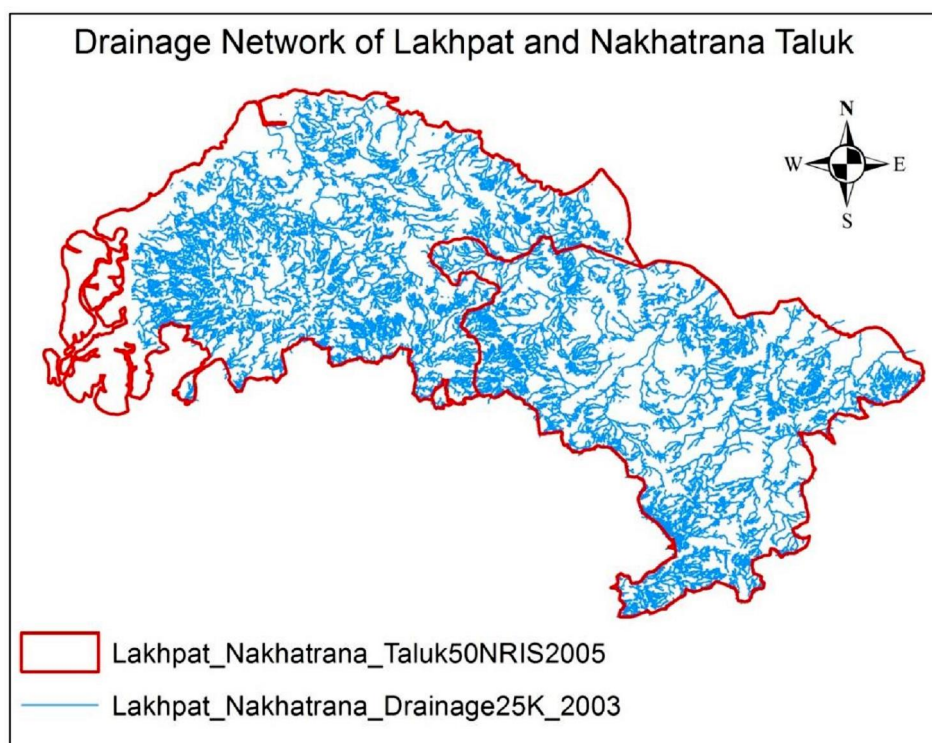 Drainage Network of Lakhpat and Nakhatrana Taluk
N
W E
S
Lakhpat_Nakhatrana_Taluk50NRIS2005
Lakhpat_Nakhatrana_Drainage25K_2003